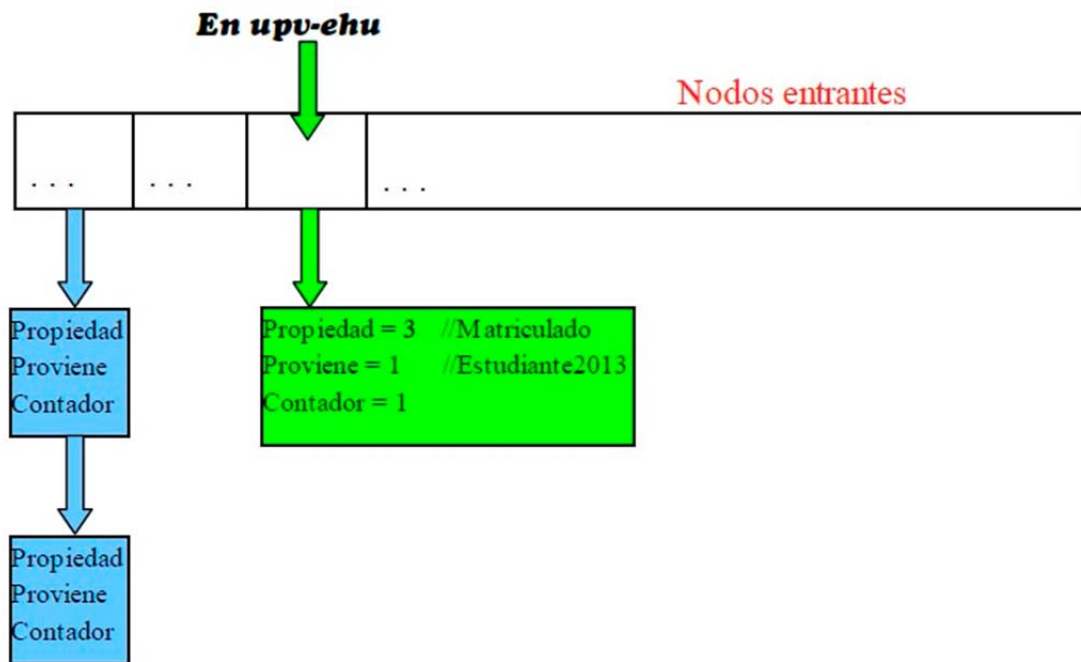 En upv-ehu
Nodos entrantes
. . .
. . .
. . .
Propiedad
Proviene
Contador
Propiedad = 3 //Matriculado
Proviene = 1 //Estudiante2013
Contador = 1
Propiedad
Proviene
Contador